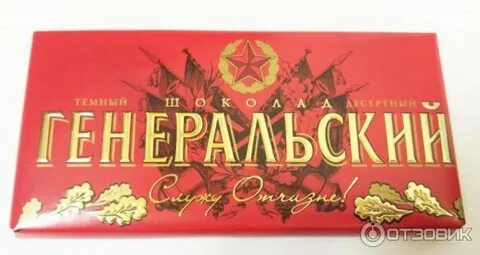 ТЕМНЫЙ ШОКОЛАД ДЕСЕРТНЫЙ
ГЕНЕРАЛЬСКИЙ
Служу Отчизне!
ОТЗОВИК